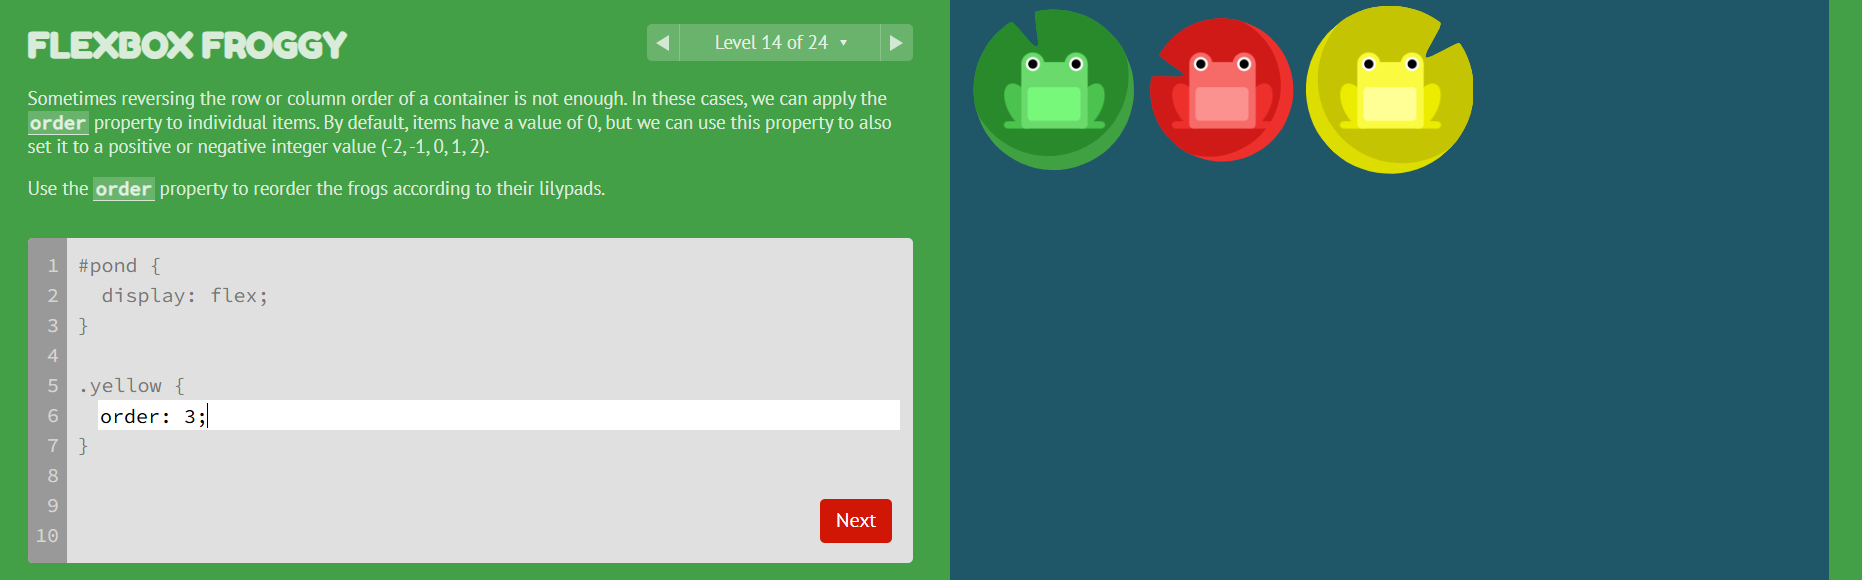 FLEXBOX FROGGY
◀ Level 14 of 24 ▾ ▶
Sometimes reversing the row or column order of a container is not enough. In these cases, we can apply the
order property to individual items. By default, items have a value of 0, but we can use this property to also
set it to a positive or negative integer value (-2, -1, 0, 1, 2).
Use the order property to reorder the frogs according to their lilypads.
1 #pond {
2   display: flex;
3 }
4
5 .yellow {
6   order: 3;
7 }
8
9
10
Next